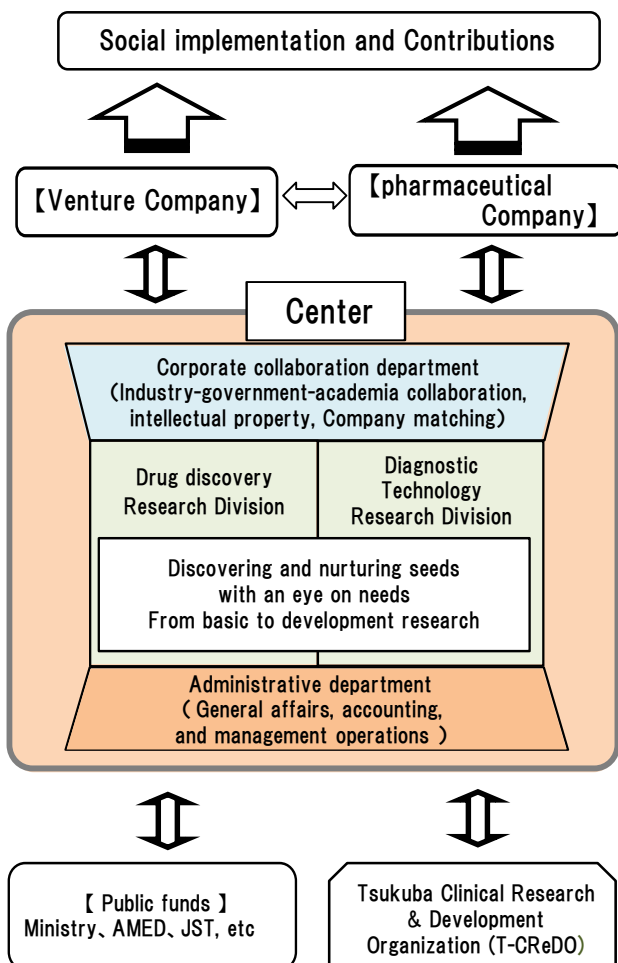 Social implementation and Contributions
【Venture Company】
【pharmaceutical
Company】
Center
Corporate collaboration department
(Industry-government-academia collaboration,
intellectual property, Company matching)
Drug discovery
Research Division
Diagnostic
Technology
Research Division
Discovering and nurturing seeds
with an eye on needs
From basic to development research
Administrative department
( General affairs, accounting,
and management operations )
【 Public funds 】
Ministry、AMED、JST, etc
Tsukuba Clinical Research
& Development
Organization (T-CReDO)